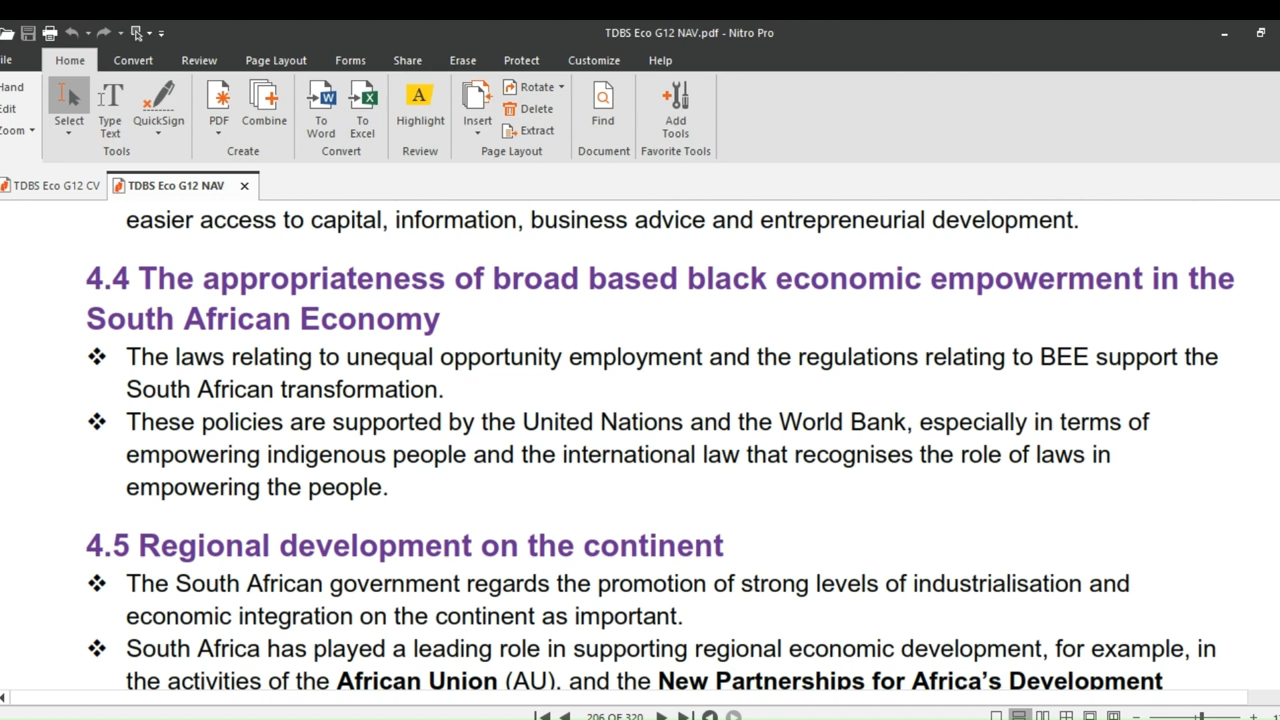 TDBS Eco G12 NAV.pdf - Nitro Pro
ile Home Convert Review Page Layout Forms Share Erase Protect Customize Help
Hand
Edit
Zoom
Select
Type Text
QuickSign
Tools
PDF
Combine
Create
To Word
To Excel
Convert
Highlight
Review
Insert
Rotate
Delete
Extract
Page Layout
Find
Document
Add Tools
Favorite Tools
TDBS Eco G12 CV TDBS Eco G12 NAV
easier access to capital, information, business advice and entrepreneurial development.
4.4 The appropriateness of broad based black economic empowerment in the
South African Economy
❖ The laws relating to unequal opportunity employment and the regulations relating to BEE support the
South African transformation.
❖ These policies are supported by the United Nations and the World Bank, especially in terms of
empowering indigenous people and the international law that recognises the role of laws in
empowering the people.
4.5 Regional development on the continent
❖ The South African government regards the promotion of strong levels of industrialisation and
economic integration on the continent as important.
❖ South Africa has played a leading role in supporting regional economic development, for example, in
the activities of the African Union (AU), and the New Partnerships for Africa's Development
206 OF 320